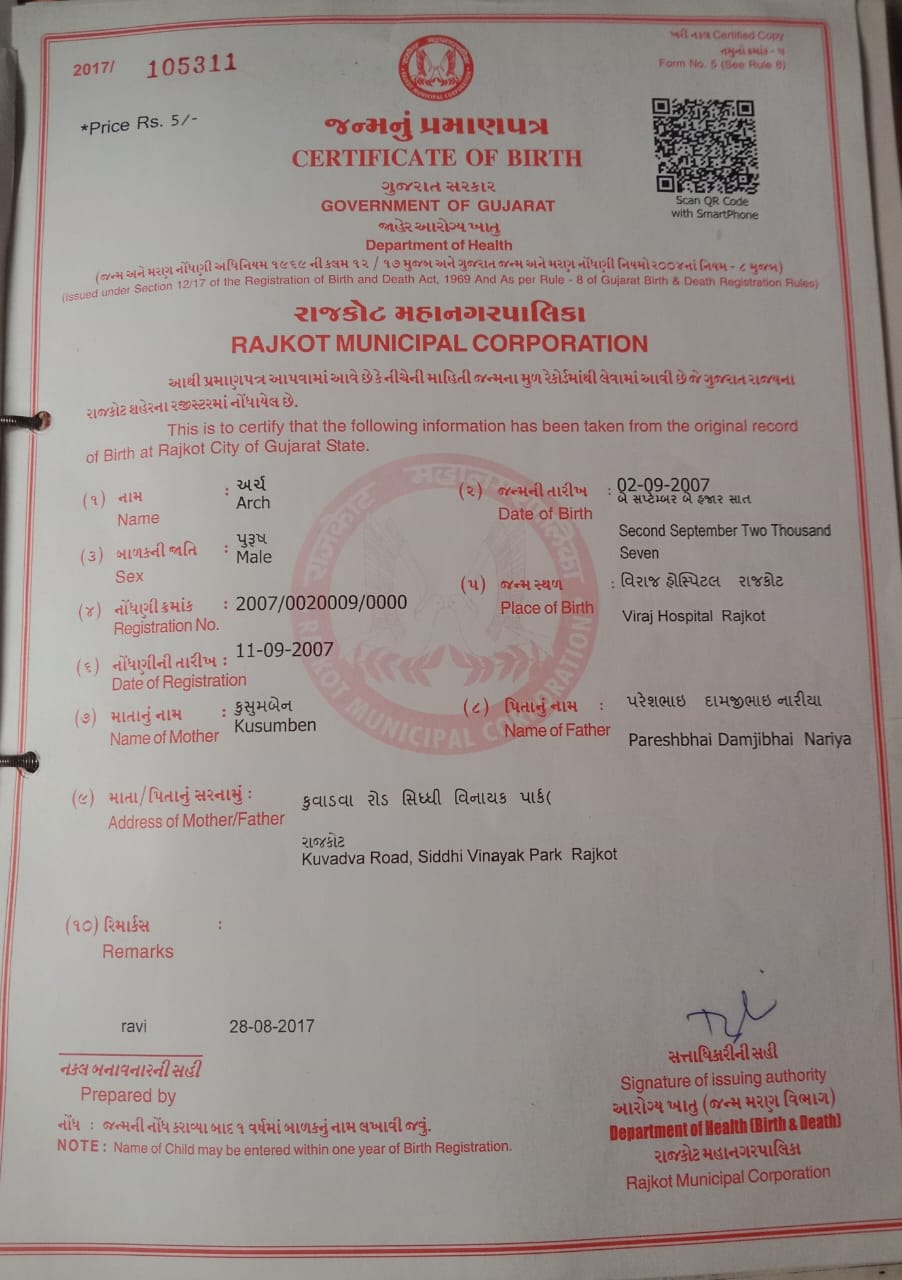 2017/ 105311
ખરી નકલ Certified Copy
નમુનો ક્રમાંક - ૫
Form No. 5 (See Rule 8)
*Price Rs. 5/-
જન્મનું પ્રમાણપત્ર
CERTIFICATE OF BIRTH
ગુજરાત સરકાર
GOVERNMENT OF GUJARAT
Scan QR Code
with SmartPhone
જાહેર આરોગ્ય ખાતુ
Department of Health
(જન્મ અને મરણ નોંધણી અધિનિયમ ૧૯૬૯ ની કલમ ૧૨ / ૧૭ મુજબ અને ગુજરાત જન્મ અને મરણ નોંધણી નિયમો ૨૦૦૪નાં નિયમ - ૮ મુજબ)
(Issued under Section 12/17 of the Registration of Birth and Death Act, 1969 And As per Rule - 8 of Gujarat Birth & Death Registration Rules)
રાજકોટ મહાનગરપાલિકા
RAJKOT MUNICIPAL CORPORATION
આથી પ્રમાણપત્ર આપવામાં આવે છે કે નીચેની માહિતી જન્મના મુળ રેકોર્ડમાંથી લેવામાં આવી છે જે ગુજરાત રાજ્યના
રાજકોટ શહેરના રજીસ્ટરમાં નોંધાયેલ છે.
This is to certify that the following information has been taken from the original record
of Birth at Rajkot City of Gujarat State.
(૧) નામ : અર્ચ
Name Arch
(૨) જન્મની તારીખ : 02-09-2007
બે સપ્ટેમ્બર બે હજાર સાત
Date of Birth
Second September Two Thousand
Seven
(૩) બાળકની જાતિ : પુરૂષ
Sex Male
(૫) જન્મ સ્થળ : વિરાજ હોસ્પિટલ રાજકોટ
Place of Birth Viraj Hospital Rajkot
(૪) નોંધણી ક્રમાંક : 2007/0020009/0000
Registration No.
(૬) નોંધણીની તારીખ : 11-09-2007
Date of Registration
(૭) માતાનું નામ : કુસુમબેન
Name of Mother Kusumben
(૮) પિતાનું નામ : પરેશભાઇ દામજીભાઇ નારીયા
Name of Father Pareshbhai Damjibhai Nariya
(૯) માતા/પિતાનું સરનામું : કુવાડવા રોડ સિધ્ધી વિનાયક પાર્ક(
Address of Mother/Father
રાજકોટ
Kuvadva Road, Siddhi Vinayak Park Rajkot
(૧૦) રિમાર્કસ :
Remarks
ravi 28-08-2017
નકલ બનાવનારની સહી
Prepared by
સત્તાધિકારીની સહી
Signature of issuing authority
આરોગ્ય ખાતુ (જન્મ મરણ વિભાગ)
Department of Health (Birth & Death)
રાજકોટ મહાનગરપાલિકા
Rajkot Municipal Corporation
નોંધ : જન્મની નોંધ કરાવ્યા બાદ ૧ વર્ષમાં બાળકનું નામ લખાવી જવું.
NOTE : Name of Child may be entered within one year of Birth Registration.